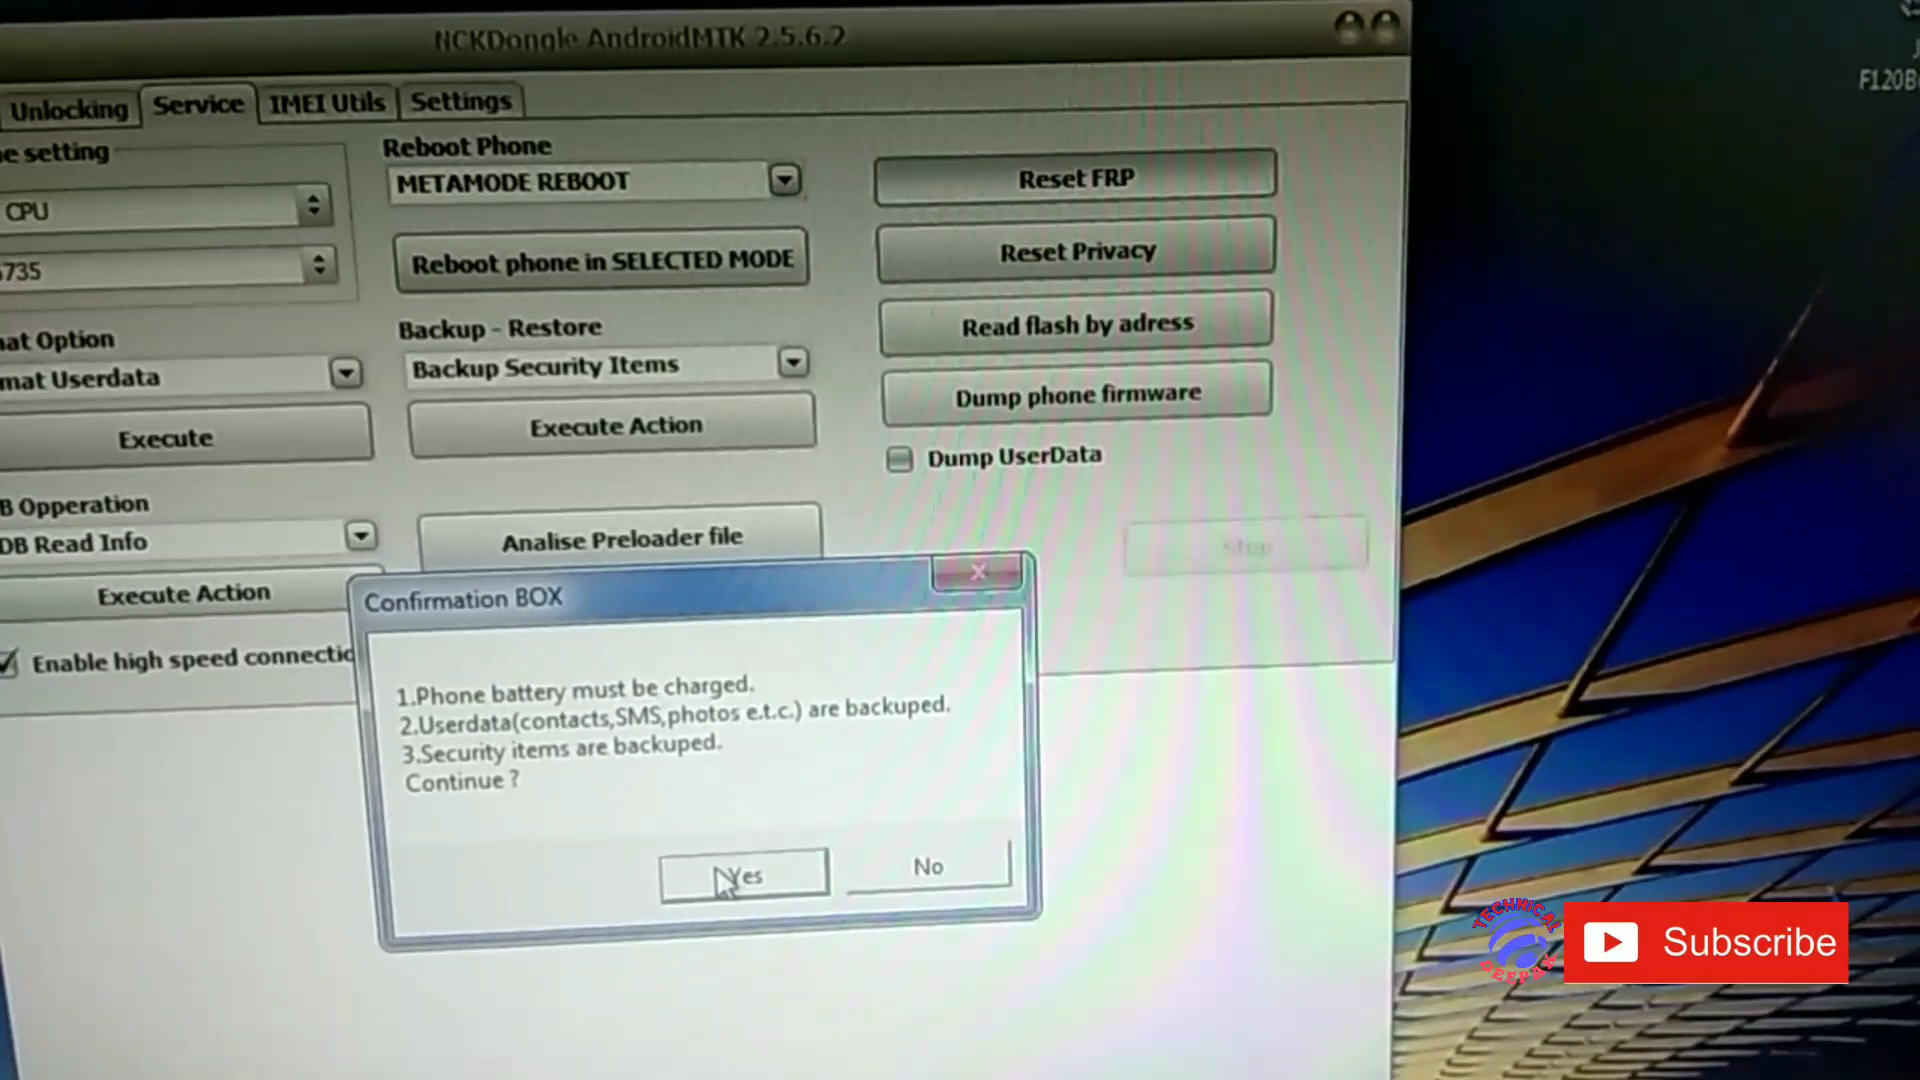 NCKDongle AndroidMTK 2.5.6.2
Unlocking
Service
IMEI Utils
Settings
F120B
e setting
Reboot Phone
CPU
METAMODE REBOOT
Reset FRP
735
Reboot phone in SELECTED MODE
Reset Privacy
at Option
Backup - Restore
Read flash by adress
mat Userdata
Backup Security Items
Dump phone firmware
Execute
Execute Action
Dump UserData
B Opperation
DB Read Info
Analise Preloader file
Stop
Execute Action
Confirmation BOX
Enable high speed connectio
1.Phone battery must be charged.
2.Userdata(contacts,SMS,photos e.t.c.) are backuped.
3.Security items are backuped.
Continue ?
Yes
No
TECHNICAL
DEEPAK
Subscribe